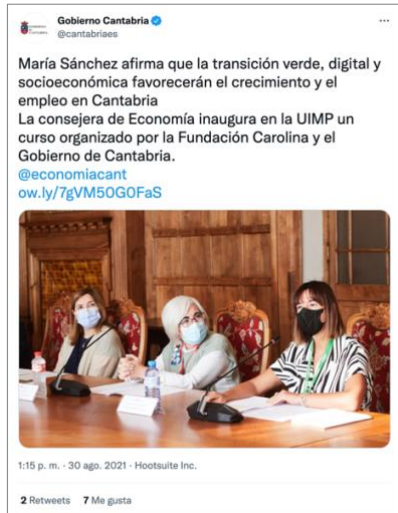 Gobierno Cantabria
@cantabriaes
María Sánchez afirma que la transición verde, digital y
socioeconómica favorecerán el crecimiento y el
empleo en Cantabria
La consejera de Economía inaugura en la UIMP un
curso organizado por la Fundación Carolina y el
Gobierno de Cantabria.
@economiacant
ow.ly/7gVM50G0FaS
1:15 p. m. · 30 ago. 2021 · Hootsuite Inc.
2 Retweets 7 Me gusta